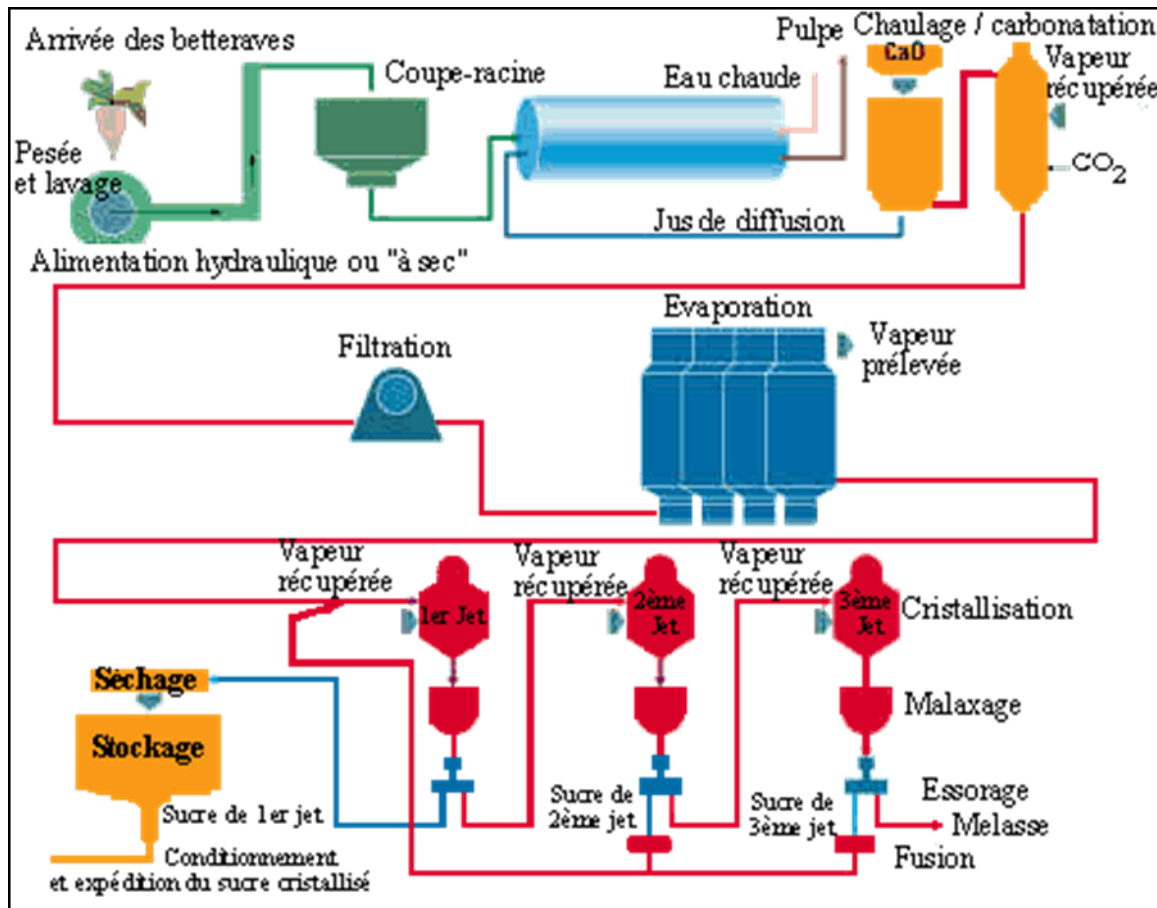 Arrivée des betteraves
Coupe-racine
Pulpe
Eau chaude
Chaulage / carbonatation
CaO
Vapeur
récupérée
CO2
Pesée
et lavage
Jus de diffusion
Alimentation hydraulique ou "à sec"
Evaporation
Filtration
Vapeur
prélevée
Vapeur
récupérée
Vapeur
récupérée
Vapeur
récupérée
1er Jet
2ème
Jet
3ème
Jet
Cristallisation
Séchage
Malaxage
Stockage
Sucre de 1er jet
Sucre de
2ème jet
Sucre de
3ème jet
Essorage
Melasse
Fusion
Conditionnement
et expédition du sucre cristallisé